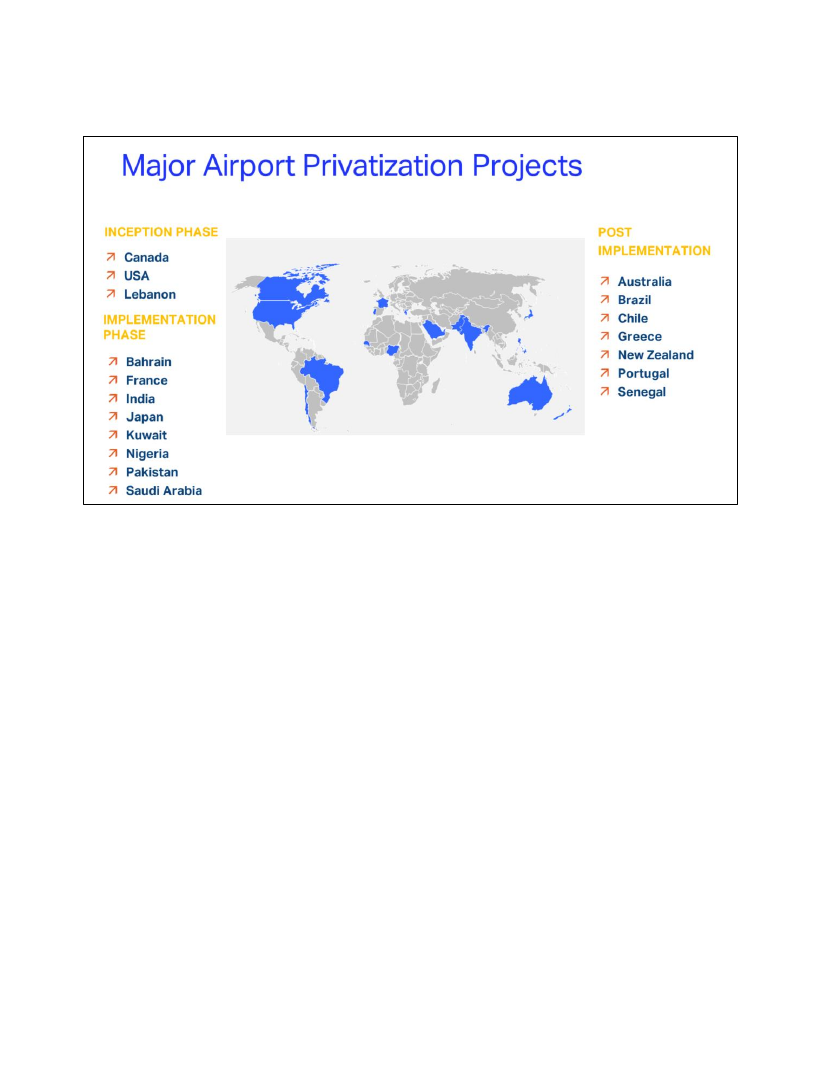 Major Airport Privatization Projects
INCEPTION PHASE
Canada
USA
Lebanon
IMPLEMENTATION
PHASE
Bahrain
France
India
Japan
Kuwait
Nigeria
Pakistan
Saudi Arabia
POST
IMPLEMENTATION
Australia
Brazil
Chile
Greece
New Zealand
Portugal
Senegal